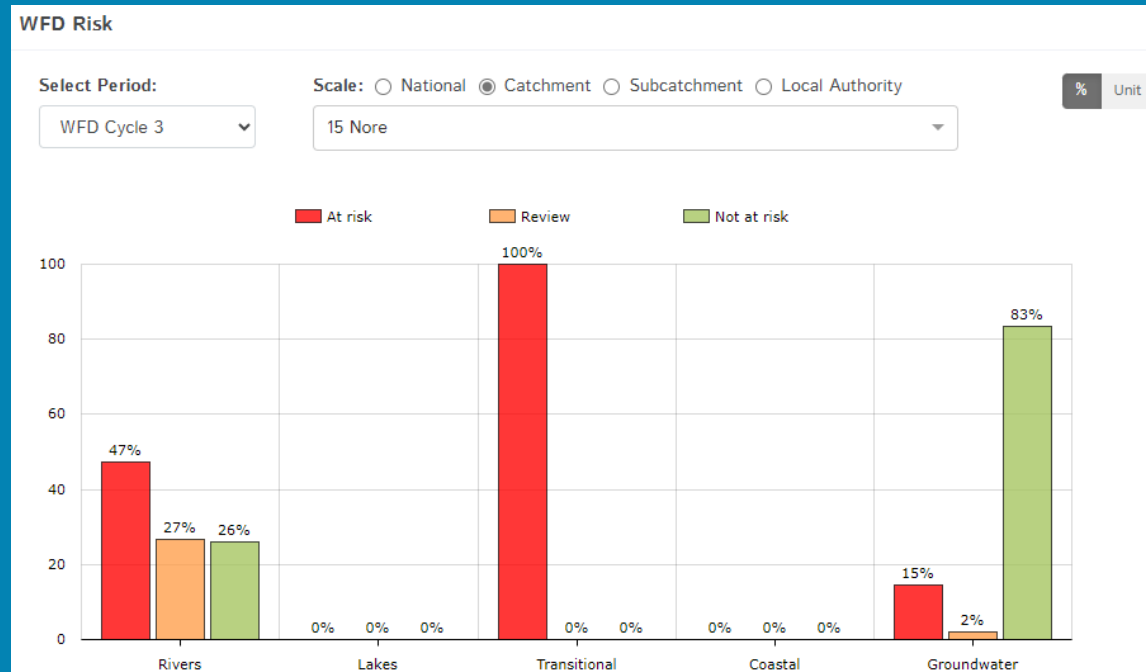 WFD Risk
Select Period: Scale: National Catchment Subcatchment Local Authority % Unit
WFD Cycle 3 15 Nore
At risk Review Not at risk
100%
100
83%
80
60
47%
40
27% 26%
20
15%
2%
0% 0% 0% 0% 0% 0% 0% 0%
0
Rivers Lakes Transitional Coastal Groundwater